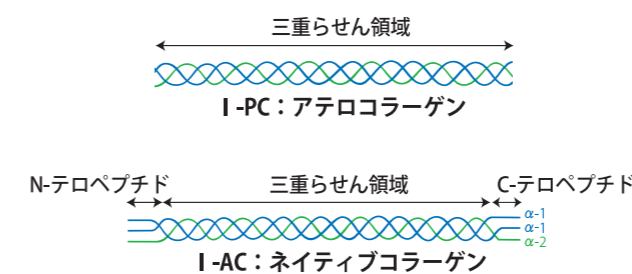 三重らせん領域
Ⅰ-PC：アテロコラーゲン
N-テロペプチド 三重らせん領域 C-テロペプチド
α-1
α-1
α-2
Ⅰ-AC：ネイティブコラーゲン